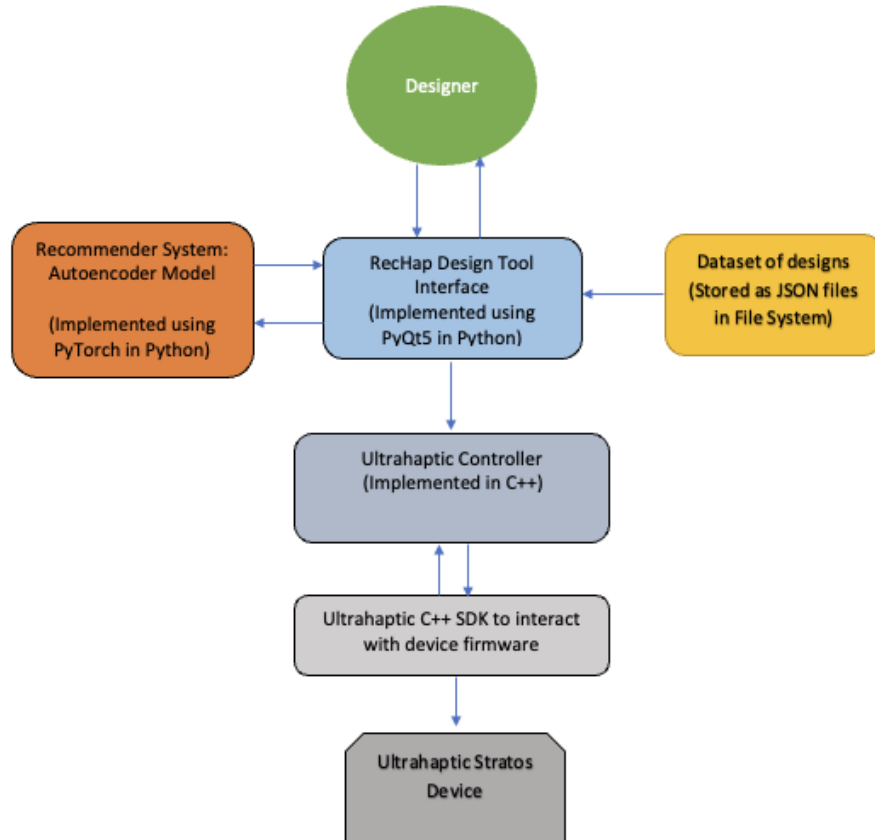 Designer
Recommender System:
Autoencoder Model
(Implemented using
PyTorch in Python)
RecHap Design Tool
Interface
(Implemented using
PyQt5 in Python)
Dataset of designs
(Stored as JSON files
in File System)
Ultrahaptic Controller
(Implemented in C++)
Ultrahaptic C++ SDK to interact
with device firmware
Ultrahaptic Stratos
Device